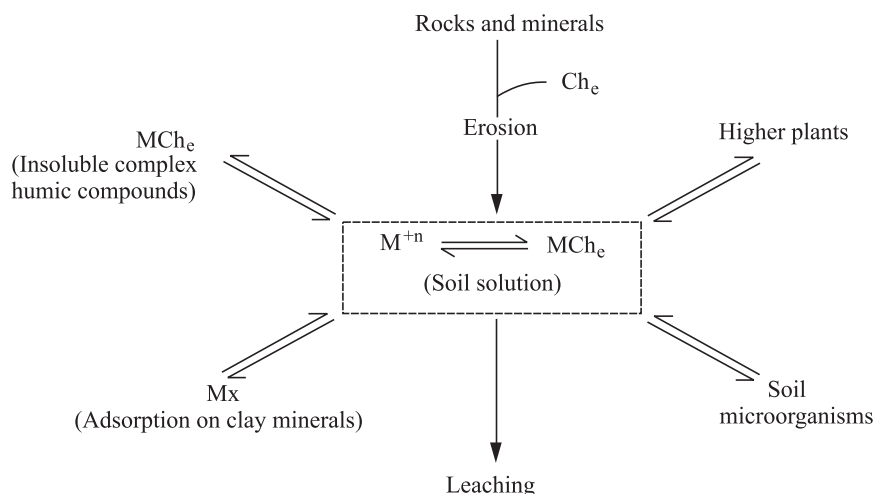 Rocks and minerals
Ch_e
Erosion
MCh_e
(Insoluble complex
humic compounds)
Higher plants
M^{+n} ⇌ MCh_e
(Soil solution)
Mx
(Adsorption on clay minerals)
Soil
microorganisms
Leaching